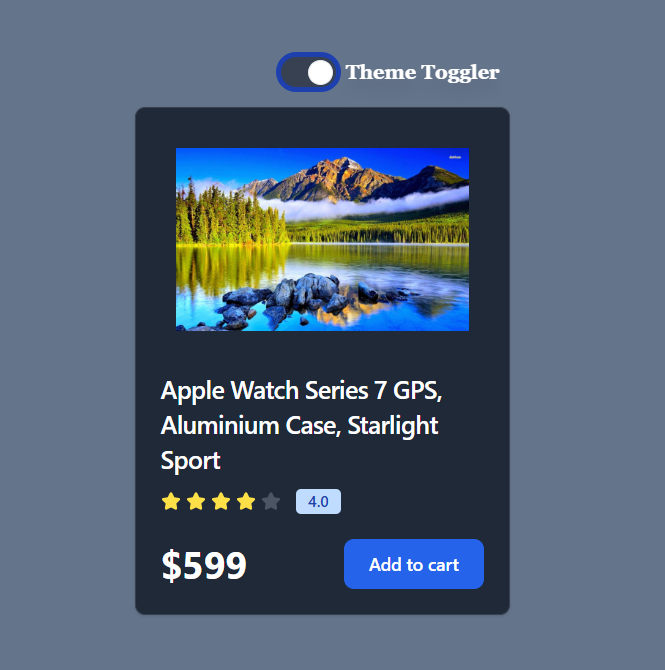 Theme Toggler
Apple Watch Series 7 GPS,
Aluminium Case, Starlight
Sport
4.0
$599
Add to cart